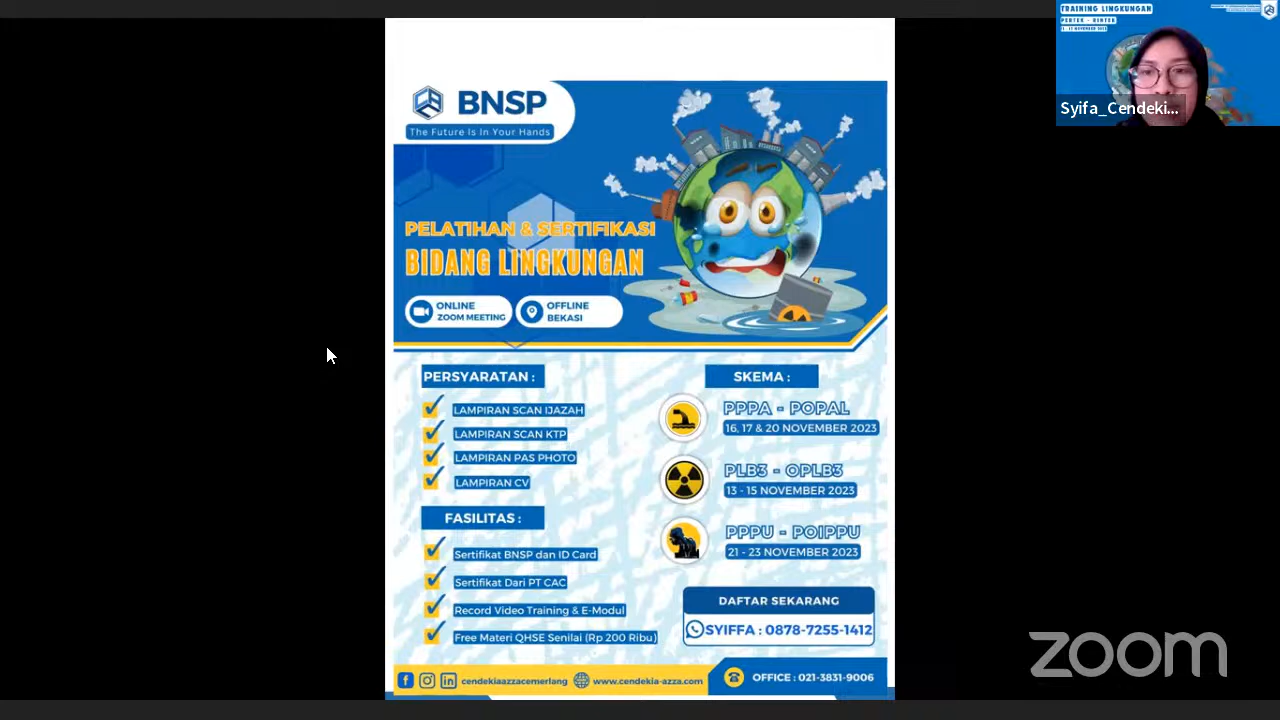 BNSP
The Future Is In Your Hands
PELATIHAN & SERTIFIKASI
BIDANG LINGKUNGAN
ONLINE
ZOOM MEETING
OFFLINE
BEKASI
PERSYARATAN :
LAMPIRAN SCAN IJAZAH
LAMPIRAN SCAN KTP
LAMPIRAN PAS PHOTO
LAMPIRAN CV
FASILITAS :
Sertifikat BNSP dan ID Card
Sertifikat Dari PT CAC
Record Video Training & E-Modul
Free Materi QHSE Senilai (Rp 200 Ribu)
SKEMA :
PPPA - POPAL
16, 17 & 20 NOVEMBER 2023
PLB3 - OPLB3
13 - 15 NOVEMBER 2023
PPPU - POIPPU
21 - 23 NOVEMBER 2023
DAFTAR SEKARANG
SYIFFA : 0878-7255-1412
cendekiaazzacemerlang
www.cendekia-azza.com
OFFICE : 021-3831-9006
TRAINING LINGKUNGAN
PERTEK - RINTEK
Syifa_Cendeki...
zoom